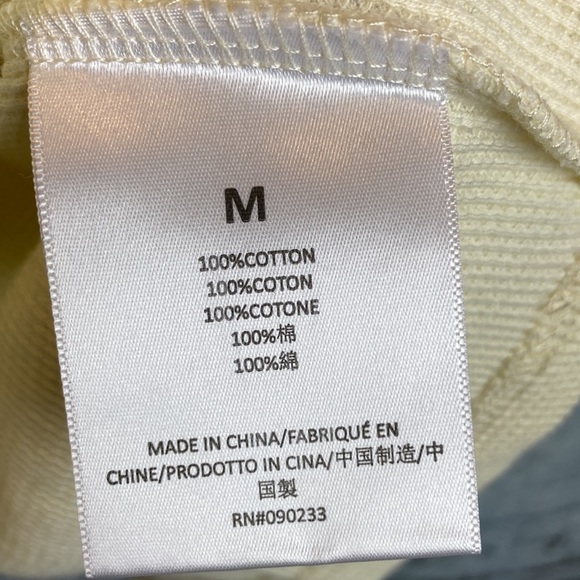 M
100%COTTON
100%COTON
100%COTONE
100%棉
100%綿
MADE IN CHINA/FABRIQUÉ EN
CHINE/PRODOTTO IN CINA/中国制造/中
国製
RN#090233